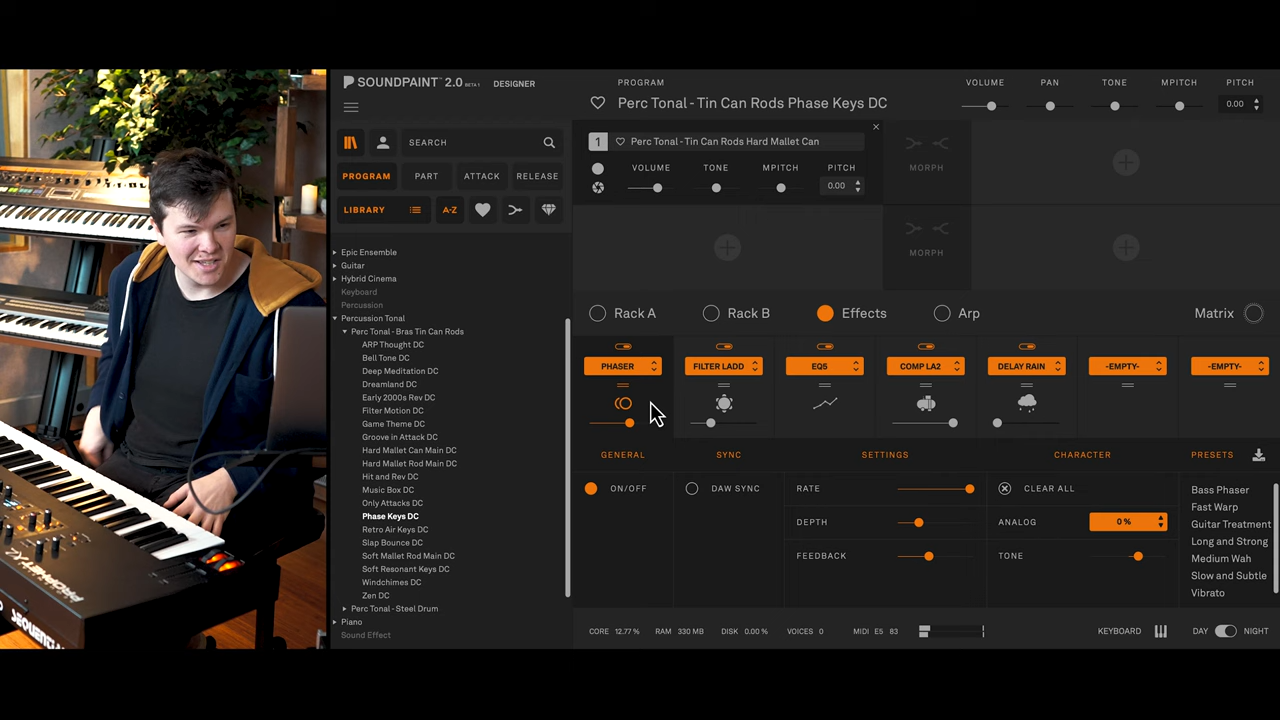 SOUNDPAINT™ 2.0 BETA 1 DESIGNER
PROGRAM
Perc Tonal - Tin Can Rods Phase Keys DC
VOLUME PAN TONE MPITCH PITCH
0.00
SEARCH
PROGRAM PART ATTACK RELEASE
LIBRARY A-Z
1 Perc Tonal - Tin Can Rods Hard Mallet Can
VOLUME TONE MPITCH PITCH
0.00
MORPH
MORPH
Epic Ensemble
Guitar
Hybrid Cinema
Keyboard
Percussion
Percussion Tonal
Perc Tonal - Bras Tin Can Rods
ARP Thought DC
Bell Tone DC
Deep Meditation DC
Dreamland DC
Early 2000s Rev DC
Filter Motion DC
Game Theme DC
Groove in Attack DC
Hard Mallet Can Main DC
Hard Mallet Rod Main DC
Hit and Rev DC
Music Box DC
Only Attacks DC
Phase Keys DC
Retro Air Keys DC
Slap Bounce DC
Soft Mallet Rod Main DC
Soft Resonant Keys DC
Windchimes DC
Zen DC
Perc Tonal - Steel Drum
Piano
Sound Effect
Rack A Rack B Effects Arp Matrix
PHASER FILTER LADD EQ5 COMP LA2 DELAY RAIN -EMPTY- -EMPTY-
GENERAL SYNC SETTINGS CHARACTER PRESETS
ON/OFF DAW SYNC RATE CLEAR ALL
DEPTH ANALOG 0 %
FEEDBACK TONE
Bass Phaser
Fast Warp
Guitar Treatment
Long and Strong
Medium Wah
Slow and Subtle
Vibrato
CORE 12.77 % RAM 330 MB DISK 0.00 % VOICES 0 MIDI E5 83 KEYBOARD DAY NIGHT
PROPHET X
SEQUENTIAL